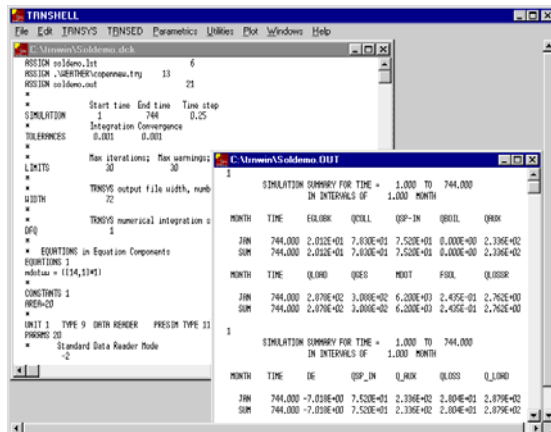 TRNSHELL
File Edit TRNSYS TRNSED Parametrics Utilities Plot Windows Help
C:\trnwin\Soldemo.dck
ASSIGN soldemo.lst 6
ASSIGN .\WEATHER\copennew.try 13
ASSIGN soldemo.out 21
*
* Start time End time Time step
SIMULATION 1 744 0.25
* Integration Convergence
TOLERANCES 0.001 0.001
*
* Max iterations; Max warnings;
LIMITS 30 30
*
* TRNSYS output file width, numb
WIDTH 72
*
* TRNSYS numerical integration s
DFQ 1
*
* EQUATIONS in Equation Components
EQUATIONS 1
mdotuu = ([14,1]*1)
*
CONSTANTS 1
AREA=20
*
UNIT 1 TYPE 9 DATA READER PRESIM TYPE 11
PARAMS 20
* Standard Data Reader Mode
-2
C:\trnwin\Soldemo.OUT
1
SIMULATION SUMMARY FOR TIME = 1.000 TO 744.000
IN INTERVALS OF 1.000 MONTH
MONTH TIME EGLOBK QCOLL QSP-IN QBOIL QAUX
JAN 744.000 2.012E+01 7.830E+01 7.520E+01 0.000E+00 2.336E+02
SUM 744.000 2.012E+01 7.830E+01 7.520E+01 0.000E+00 2.336E+02
MONTH TIME QLOAD QGES MDOT FSOL QLOSSR
JAN 744.000 2.878E+02 3.088E+02 6.200E+03 2.435E-01 2.762E+00
SUM 744.000 2.878E+02 3.088E+02 6.200E+03 2.435E-01 2.762E+00
1
SIMULATION SUMMARY FOR TIME = 1.000 TO 744.000
IN INTERVALS OF 1.000 MONTH
MONTH TIME DE QSP_IN Q_AUX QLOSS Q_LOAD
JAN 744.000 -7.018E+00 7.520E+01 2.336E+02 2.804E+01 2.879E+02
SUM 744.000 -7.018E+00 7.520E+01 2.336E+02 2.804E+01 2.879E+02